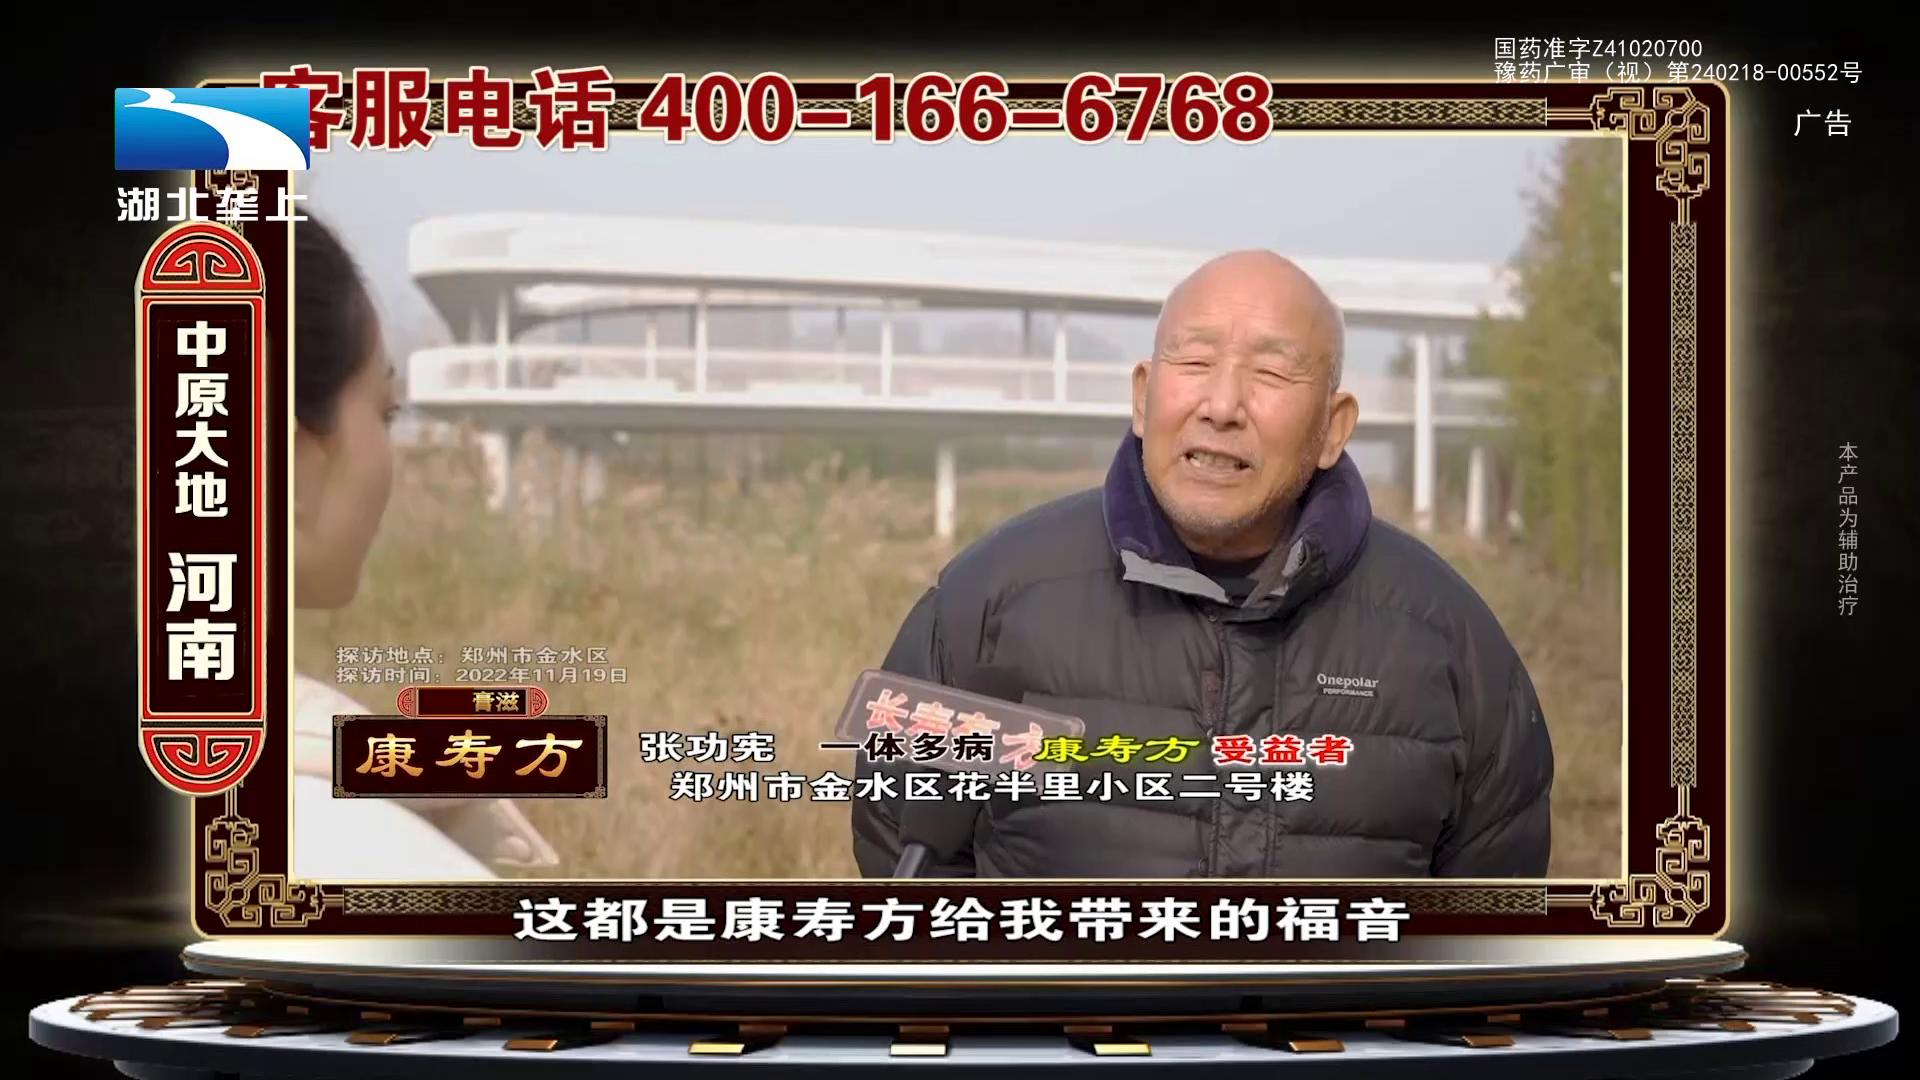 国药准字Z41020700
豫药广审（视）第240218-00552号
客服电话 400-166-6768
广告
湖北垄上
中原大地 河南
本产品为辅助治疗
Onepolar
PERFORMANCE
探访地点：郑州市金水区
探访时间：2022年11月19日
膏滋
康寿方
长寿有方
张功宪 一体多病 康寿方 受益者
郑州市金水区花半里小区二号楼
这都是康寿方给我带来的福音